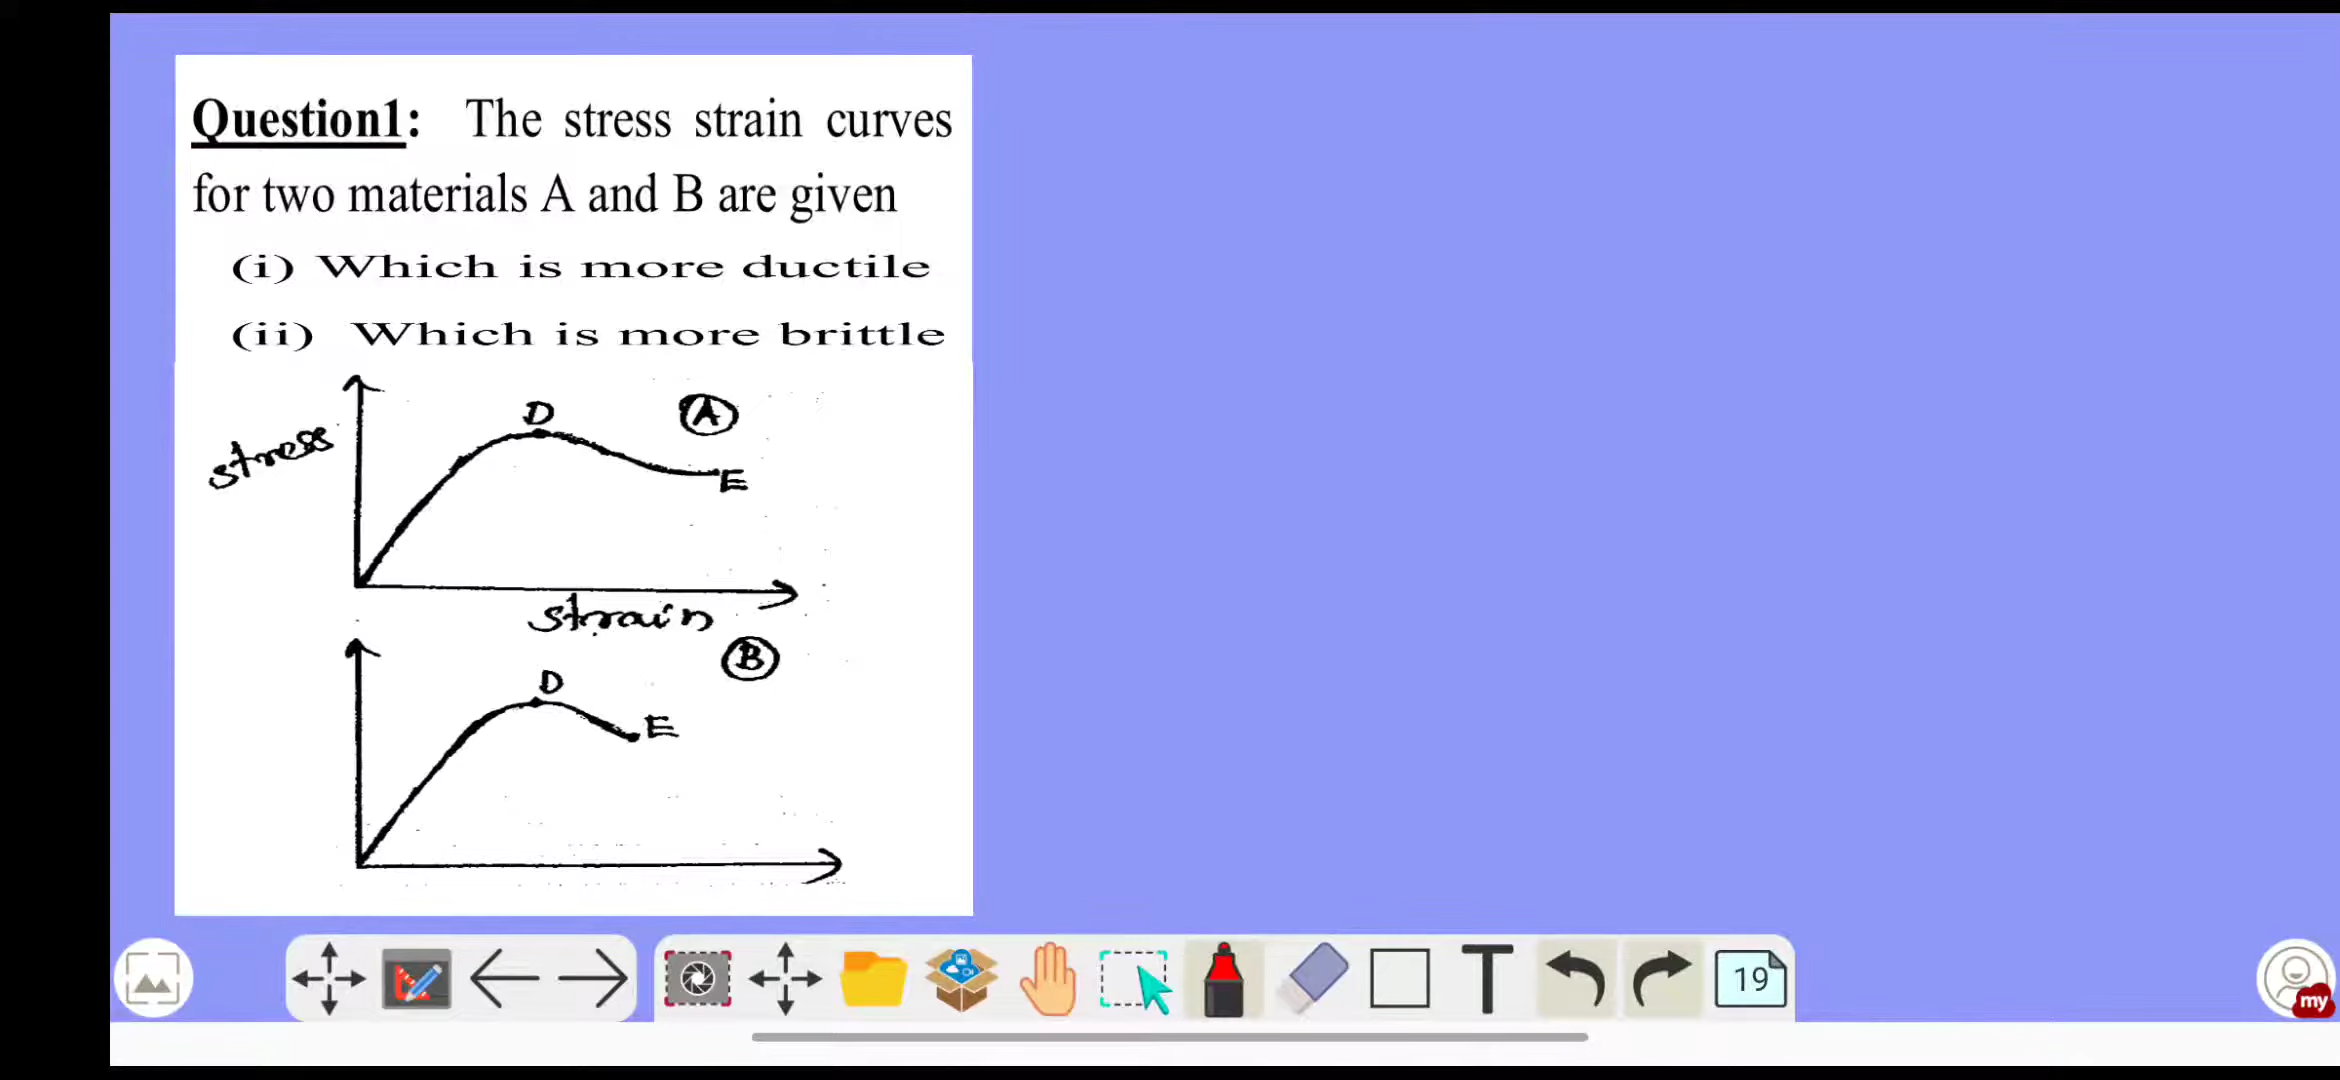 Question1: The stress strain curves
for two materials A and B are given
(i) Which is more ductile
(ii) Which is more brittle
D
A
stress
E
strain
B
D
E
T
19
my